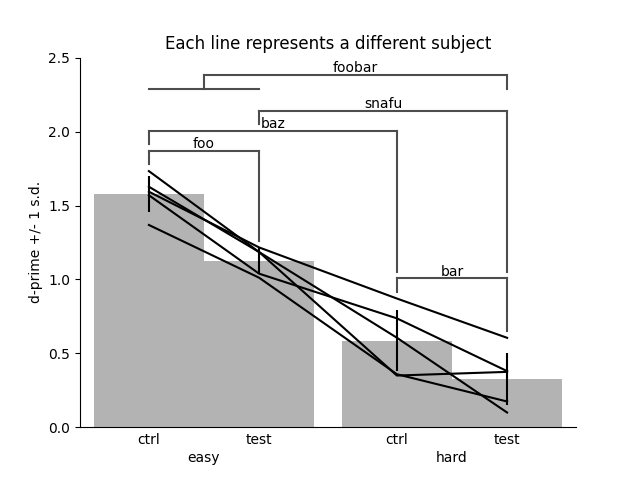 Each line represents a different subject
d-prime +/- 1 s.d.
2.5
2.0
1.5
1.0
0.5
0.0
foobar
snafu
baz
foo
bar
ctrl test ctrl test
easy hard